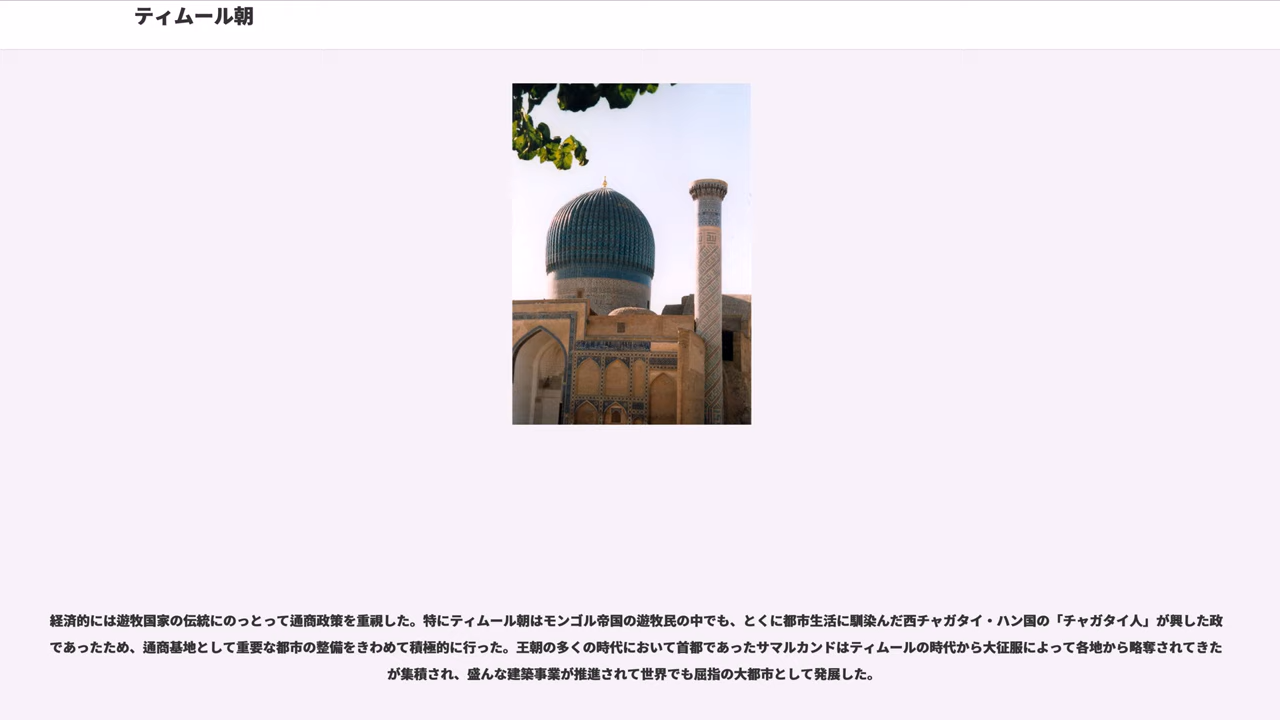 ティムール朝
経済的には遊牧国家の伝統にのっとって通商政策を重視した。特にティムール朝はモンゴル帝国の遊牧民の中でも、とくに都市生活に馴染んだ西チャガタイ・ハン国の「チャガタイ人」が興した政
であったため、通商基地として重要な都市の整備をきわめて積極的に行った。王朝の多くの時代において首都であったサマルカンドはティムールの時代から大征服によって各地から略奪されてきた
が集積され、盛んな建築事業が推進されて世界でも屈指の大都市として発展した。